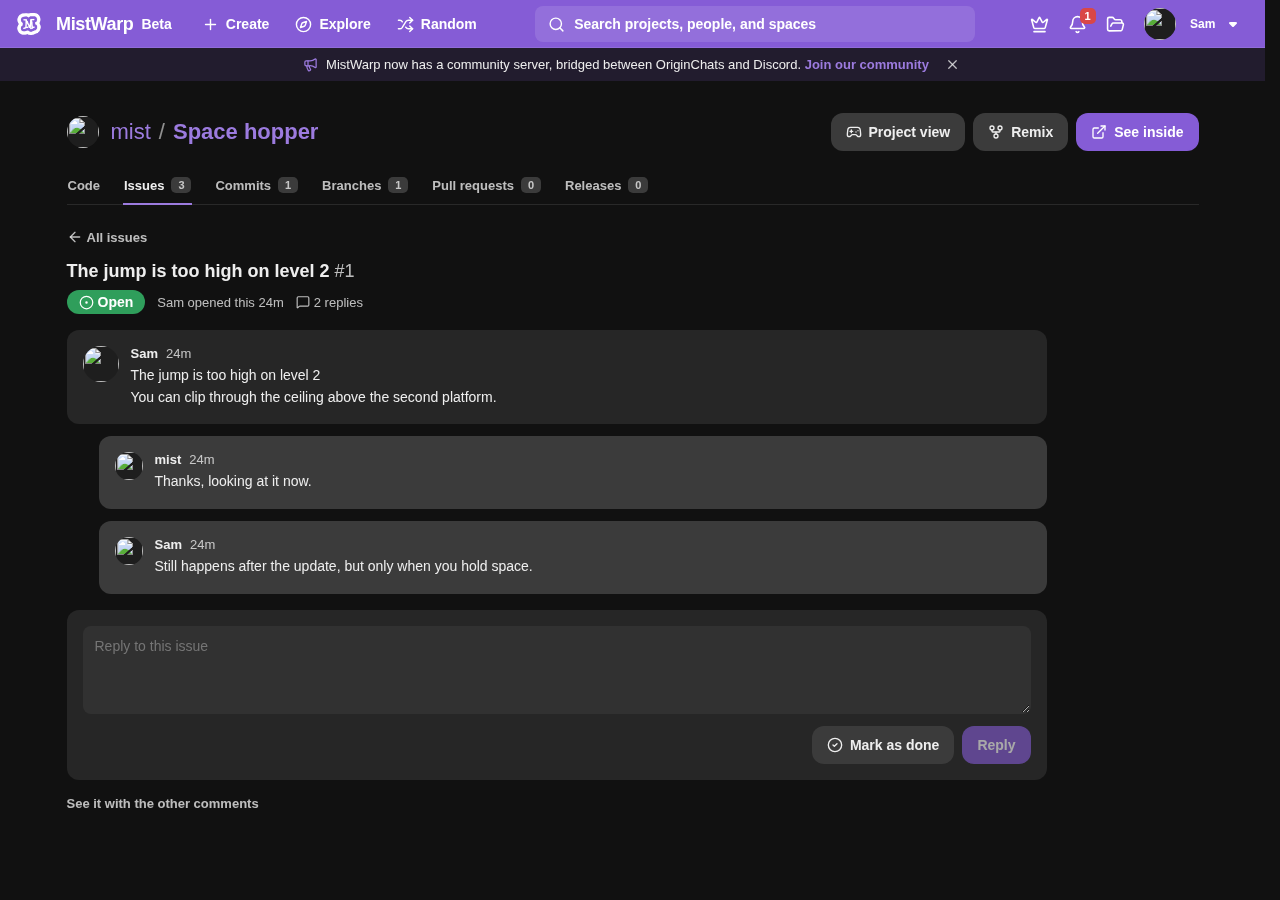 MistWarp Beta
Create
Explore
Random
Search projects, people, and spaces
1
Sam
MistWarp now has a community server, bridged between OriginChats and Discord. Join our community
mist / Space hopper
Project view
Remix
See inside
Code
Issues 3
Commits 1
Branches 1
Pull requests 0
Releases 0
All issues
The jump is too high on level 2 #1
Open
Sam opened this 24m
2 replies
Sam 24m
The jump is too high on level 2
You can clip through the ceiling above the second platform.
mist 24m
Thanks, looking at it now.
Sam 24m
Still happens after the update, but only when you hold space.
Reply to this issue
Mark as done
Reply
See it with the other comments